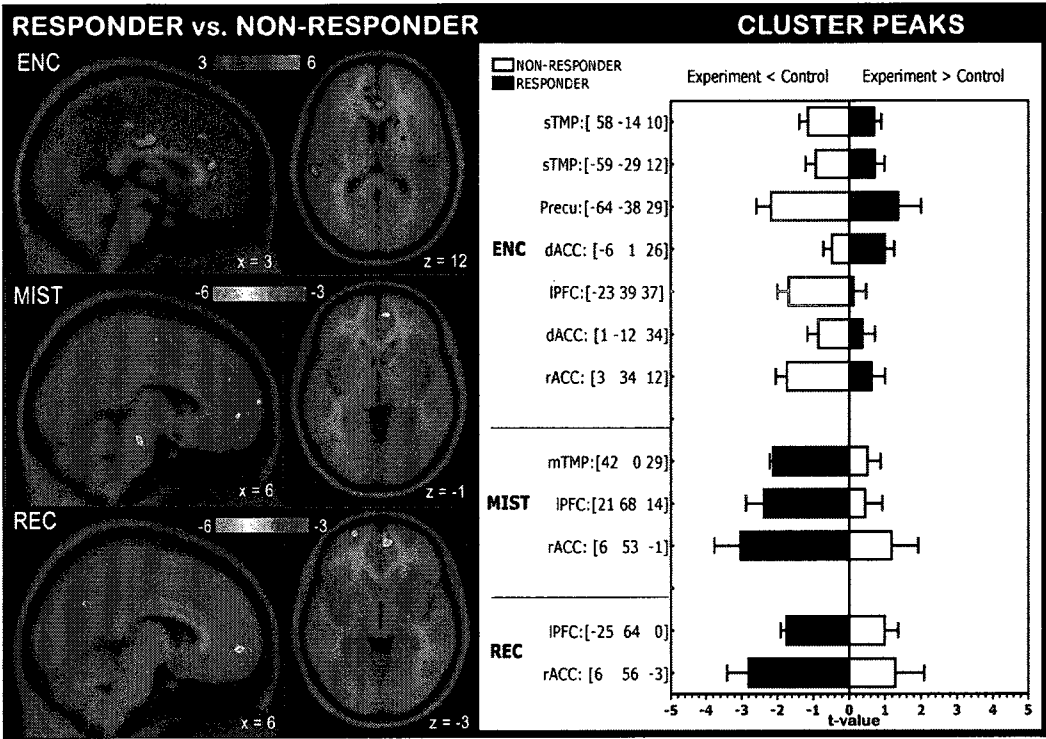 RESPONDER vs. NON-RESPONDER
ENC
3 6
x = 3
z = 12
MIST
-6 -3
x = 6
z = -1
REC
-6 -3
x = 6
z = -3
CLUSTER PEAKS
NON-RESPONDER
RESPONDER
Experiment < Control Experiment > Control
ENC
sTMP:[ 58 -14 10]
sTMP:[-59 -29 12]
Precu:[-64 -38 29]
dACC: [-6 1 26]
lPFC:[-23 39 37]
dACC: [1 -12 34]
rACC: [3 34 12]
MIST
mTMP:[42 0 29]
lPFC:[21 68 14]
rACC: [6 53 -1]
REC
lPFC:[-25 64 0]
rACC: [6 56 -3]
-5 -4 -3 -2 -1 0 1 2 3 4 5
t-value